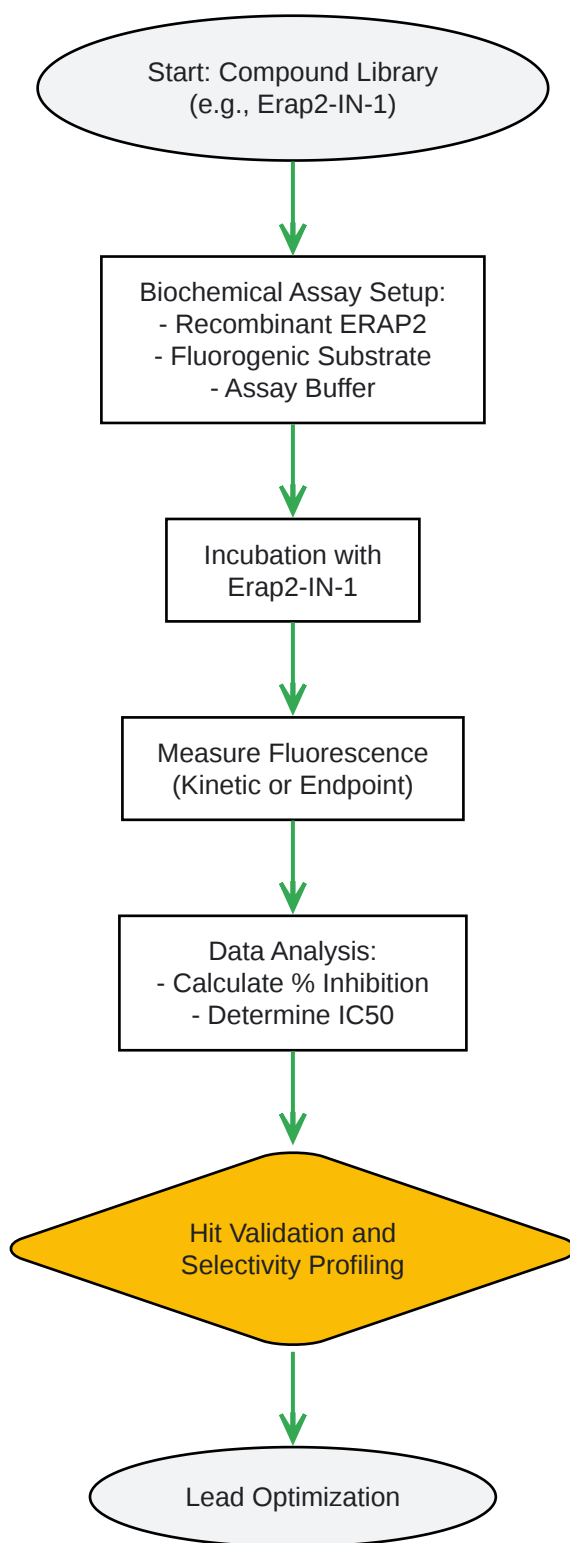 Start: Compound Library
(e.g., Erap2-IN-1)
Biochemical Assay Setup:
- Recombinant ERAP2
- Fluorogenic Substrate
- Assay Buffer
Incubation with
Erap2-IN-1
Measure Fluorescence
(Kinetic or Endpoint)
Data Analysis:
- Calculate % Inhibition
- Determine IC50
Hit Validation and
Selectivity Profiling
Lead Optimization